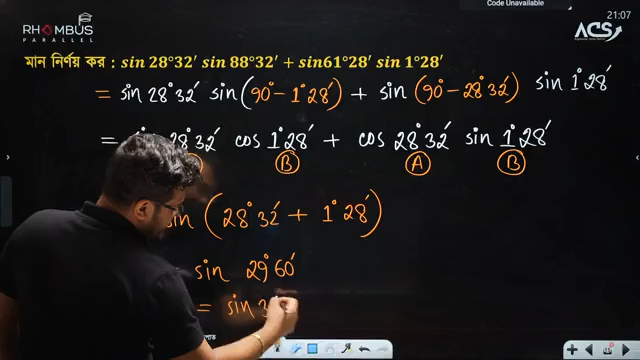 Code Unavailable
21:07
RHOMBUS
PARALLEL
ACS
মান নির্ণয় কর : sin 28°32′ sin 88°32′ + sin61°28′ sin 1°28′
= sin 28°32′ sin(90° − 1°28′) + sin (90° − 28°32′) sin 1°28′
= 28°32′ cos 1°28′ + cos 28°32′ sin 1°28′
B A B
sin (28°32′ + 1°28′)
sin 29°60′
= sin 3